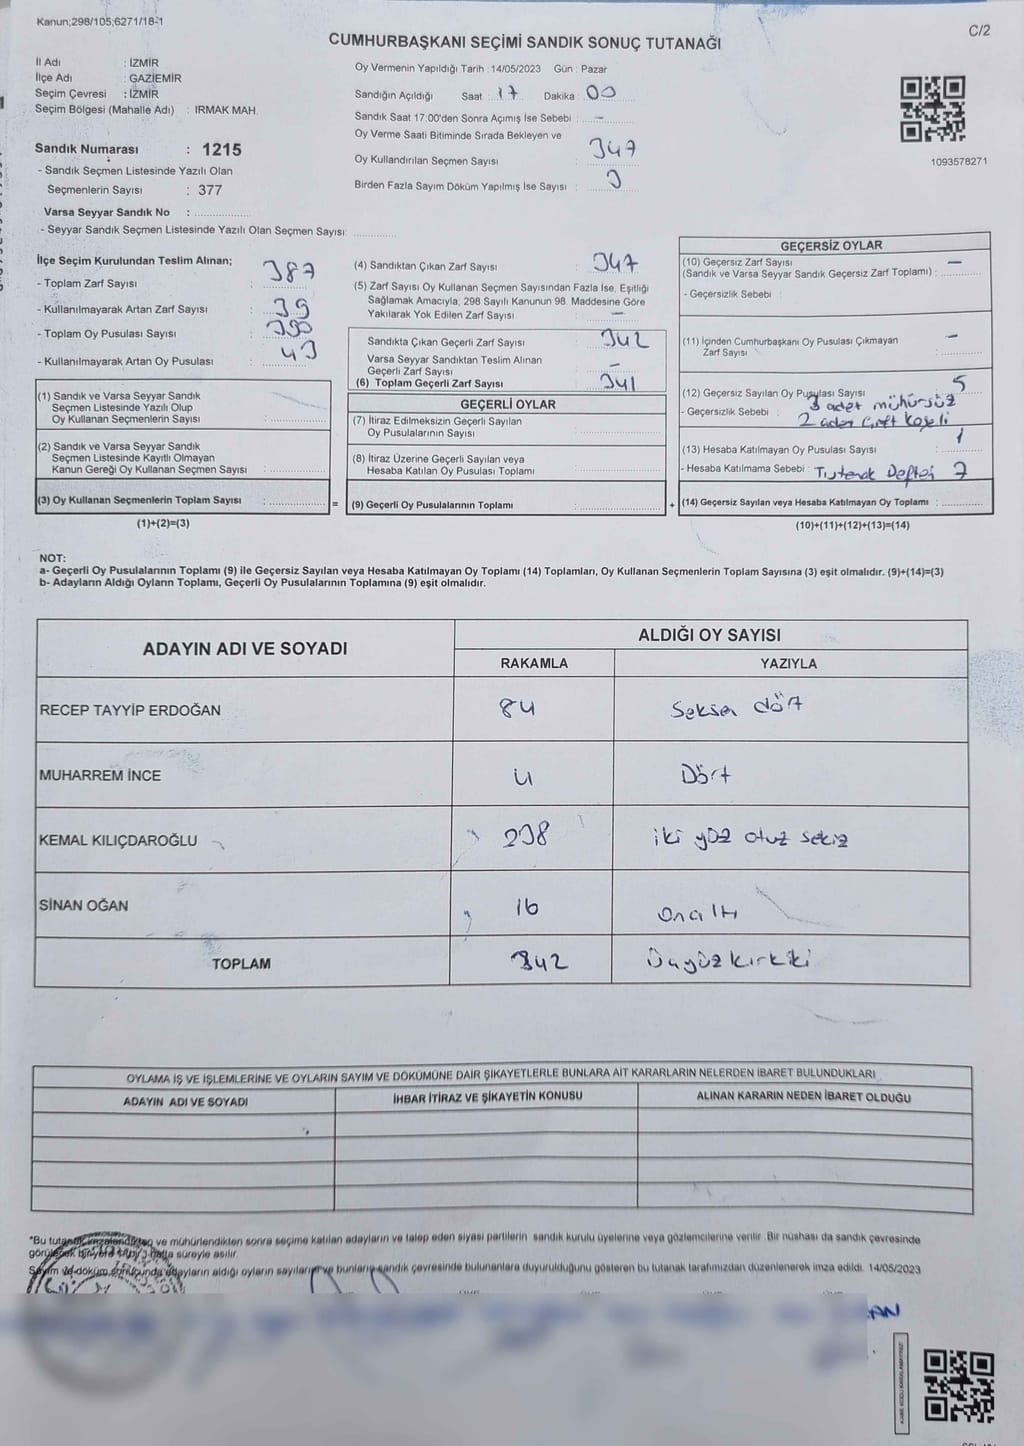 Kanun;298/105;6271/18-1
C/2
CUMHURBAŞKANI SEÇİMİ SANDIK SONUÇ TUTANAĞI
İl Adı : İZMİR
İlçe Adı : GAZİEMİR
Seçim Çevresi : İZMİR
Seçim Bölgesi (Mahalle Adı) : IRMAK MAH.
Sandık Numarası : 1215
- Sandık Seçmen Listesinde Yazılı Olan
Seçmenlerin Sayısı : 377
Varsa Seyyar Sandık No :
- Seyyar Sandık Seçmen Listesinde Yazılı Olan Seçmen Sayısı:
Oy Vermenin Yapıldığı Tarih : 14/05/2023 Gün : Pazar
Sandığın Açıldığı Saat : 17 Dakika : 00
Sandık Saat 17.00'den Sonra Açımış İse Sebebi : -
Oy Verme Saati Bitiminde Sırada Bekleyen ve
Oy Kullandırılan Seçmen Sayısı : 347
Birden Fazla Sayım Döküm Yapılmış İse Sayısı :
1093578271
İlçe Seçim Kurulundan Teslim Alınan;
- Toplam Zarf Sayısı : 387
- Kullanılmayarak Artan Zarf Sayısı : 39
- Toplam Oy Pusulası Sayısı : 390
- Kullanılmayarak Artan Oy Pusulası : 43
(1) Sandık ve Varsa Seyyar Sandık
Seçmen Listesinde Yazılı Olup
Oy Kullanan Seçmenlerin Sayısı :
(2) Sandık ve Varsa Seyyar Sandık
Seçmen Listesinde Kayıtlı Olmayan
Kanun Gereği Oy Kullanan Seçmen Sayısı :
(3) Oy Kullanan Seçmenlerin Toplam Sayısı :
(1)+(2)=(3)
(4) Sandıktan Çıkan Zarf Sayısı : 347
(5) Zarf Sayısı Oy Kullanan Seçmen Sayısından Fazla İse, Eşitliği
Sağlamak Amacıyla; 298 Sayılı Kanunun 98. Maddesine Göre
Yakılarak Yok Edilen Zarf Sayısı : -
Sandıkta Çıkan Geçerli Zarf Sayısı : 342
Varsa Seyyar Sandıktan Teslim Alınan
Geçerli Zarf Sayısı : -
(6) Toplam Geçerli Zarf Sayısı : 341
GEÇERLİ OYLAR
(7) İtiraz Edilmeksizin Geçerli Sayılan
Oy Pusulalarının Sayısı :
(8) İtiraz Üzerine Geçerli Sayılan veya
Hesaba Katılan Oy Pusulası Toplamı :
= (9) Geçerli Oy Pusulalarının Toplamı :
GEÇERSİZ OYLAR
(10) Geçersiz Zarf Sayısı -
(Sandık ve Varsa Seyyar Sandık Geçersiz Zarf Toplamı) :
- Geçersizlik Sebebi :
(11) İçinden Cumhurbaşkanı Oy Pusulası Çıkmayan -
Zarf Sayısı :
(12) Geçersiz Sayılan Oy Pusulası Sayısı 5
- Geçersizlik Sebebi : 3 adet mühürsüz
2 adet Çift Kaşeli
(13) Hesaba Katılmayan Oy Pusulası Sayısı 1
- Hesaba Katılmama Sebebi : Tutanak Defteri 7
+ (14) Geçersiz Sayılan veya Hesaba Katılmayan Oy Toplamı :
(10)+(11)+(12)+(13)=(14)
NOT:
a- Geçerli Oy Pusulalarının Toplamı (9) ile Geçersiz Sayılan veya Hesaba Katılmayan Oy Toplamı (14) Toplamları, Oy Kullanan Seçmenlerin Toplam Sayısına (3) eşit olmalıdır. (9)+(14)=(3)
b- Adayların Aldığı Oyların Toplamı, Geçerli Oy Pusulalarının Toplamına (9) eşit olmalıdır.
ADAYIN ADI VE SOYADI
ALDIĞI OY SAYISI
RAKAMLA YAZIYLA
RECEP TAYYİP ERDOĞAN 84 Seksen dört
MUHARREM İNCE 4 Dört
KEMAL KILIÇDAROĞLU 238 iki yüz otuz sekiz
SİNAN OĞAN 16 onaltı
TOPLAM 342 Üçyüzkırkiki
OYLAMA İŞ VE İŞLEMLERİNE VE OYLARIN SAYIM VE DÖKÜMÜNE DAİR ŞİKAYETLERLE BUNLARA AİT KARARLARIN NELERDEN İBARET BULUNDUKLARI
ADAYIN ADI VE SOYADI İHBAR İTİRAZ VE ŞİKAYETİN KONUSU ALINAN KARARIN NEDEN İBARET OLDUĞU
*Bu tutanak imzalandıktan ve mühürlendikten sonra seçime katılan adayların ve talep eden siyasi partilerin sandık kurulu üyelerine veya gözlemcilerine verilir. Bir nüshası da sandık çevresinde
görülecek bir yere bir hafta süreyle asılır.
Sayım ve döküm sonucunda adayların aldığı oyların sayılarını ve bunların sandık çevresinde bulunanlara duyurulduğunu gösteren bu tutanak tarafımızdan düzenlenerek imza edildi. 14/05/2023